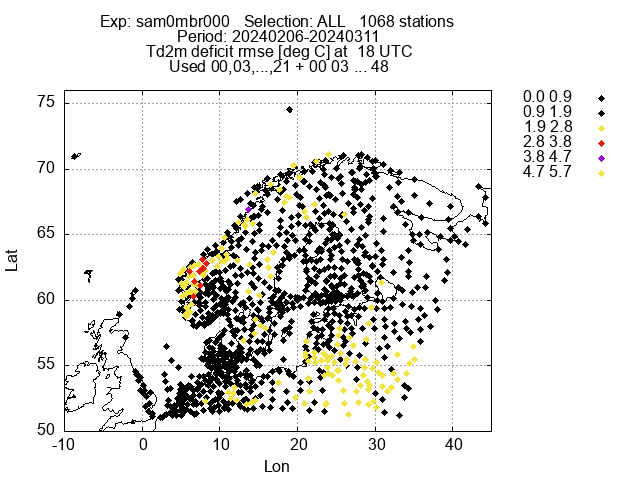 Exp: sam0mbr000 Selection: ALL 1068 stations
Period: 20240206-20240311
Td2m deficit rmse [deg C] at 18 UTC
Used 00,03,...,21 + 00 03 ... 48
0.0 0.9
0.9 1.9
1.9 2.8
2.8 3.8
3.8 4.7
4.7 5.7
75
70
65
60
55
50
Lat
-10 0 10 20 30 40
Lon